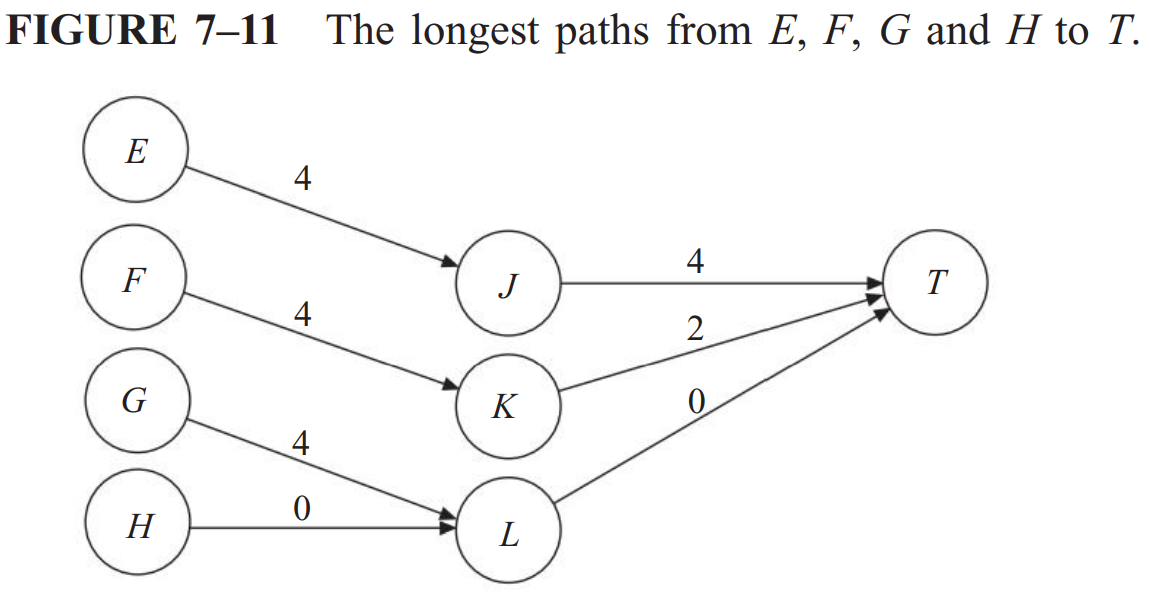 FIGURE 7–11 The longest paths from E, F, G and H to T.
E
4
F
J
4
T
4
2
G
K
0
4
H
0
L